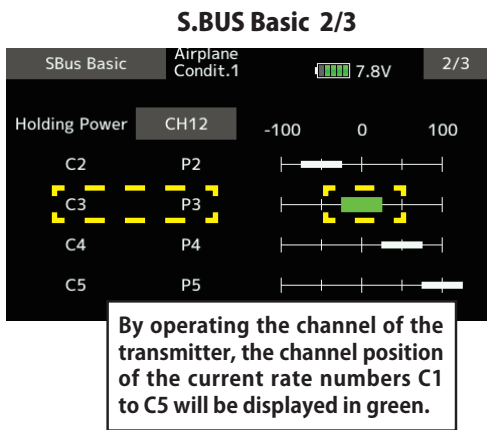 S.BUS Basic 2/3
SBus Basic Airplane Condit.1 7.8V 2/3
Holding Power CH12 -100 0 100
C2 P2
C3 P3
C4 P4
C5 P5
By operating the channel of the
transmitter, the channel position
of the current rate numbers C1
to C5 will be displayed in green.